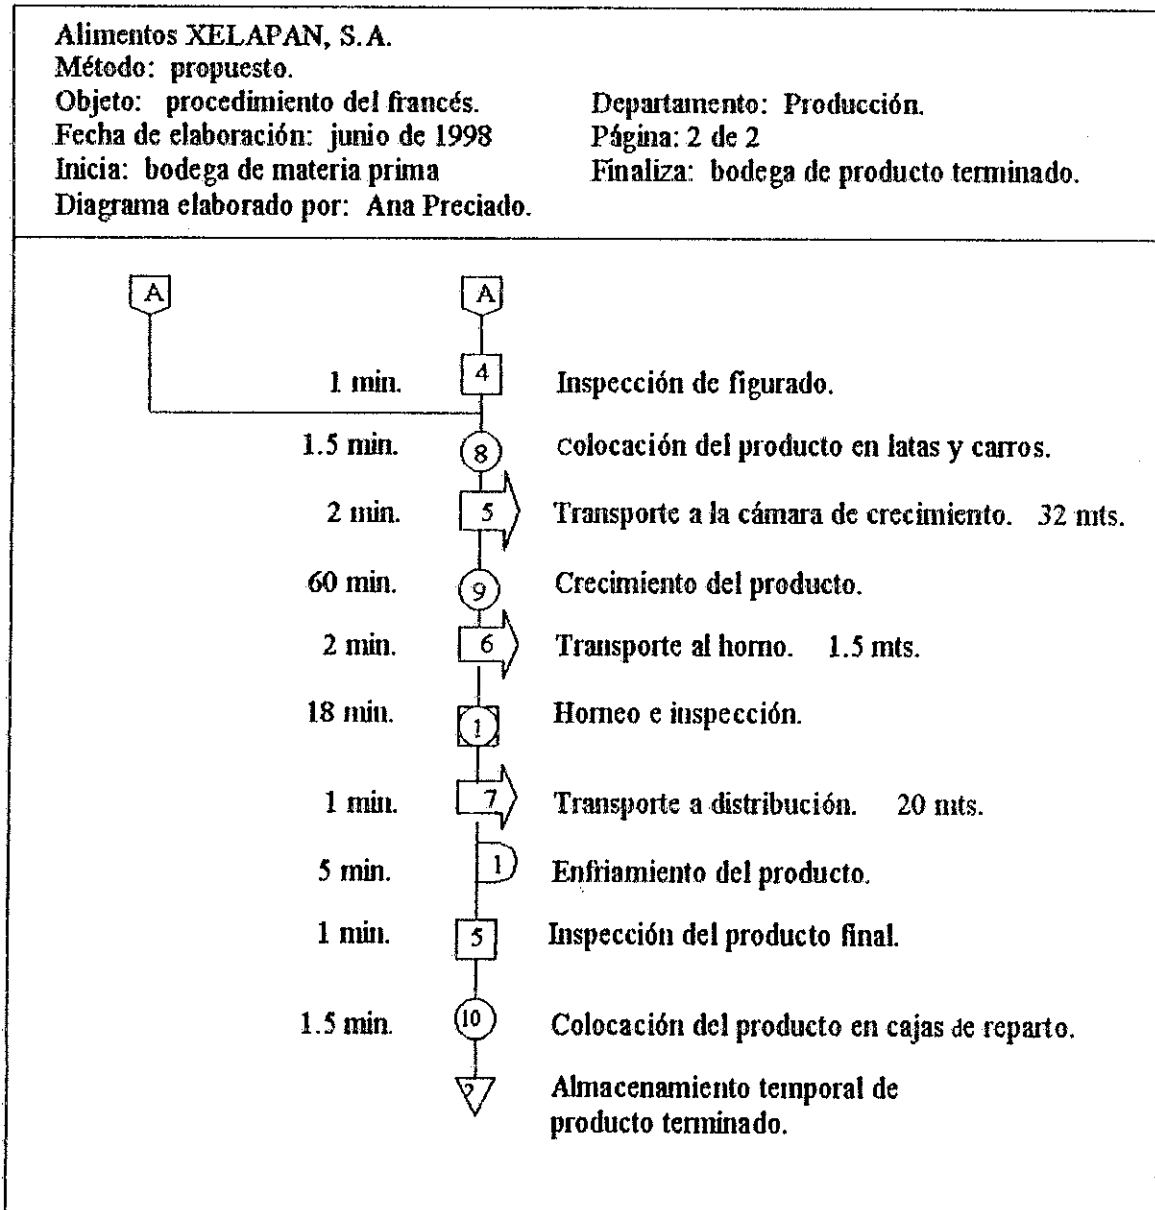 Alimentos XELAPAN, S.A.
Método: propuesto.
Objeto: procedimiento del francés. Departamento: Producción.
Fecha de elaboración: junio de 1998 Página: 2 de 2
Inicia: bodega de materia prima Finaliza: bodega de producto terminado.
Diagrama elaborado por: Ana Preciado.
A A
1 min. 4 Inspección de figurado.
1.5 min. 8 Colocación del producto en latas y carros.
2 min. 5 Transporte a la cámara de crecimiento. 32 mts.
60 min. 9 Crecimiento del producto.
2 min. 6 Transporte al horno. 1.5 mts.
18 min. 1 Horneo e inspección.
1 min. 7 Transporte a distribución. 20 mts.
5 min. 1 Enfriamiento del producto.
1 min. 5 Inspección del producto final.
1.5 min. 10 Colocación del producto en cajas de reparto.
2 Almacenamiento temporal de
producto terminado.